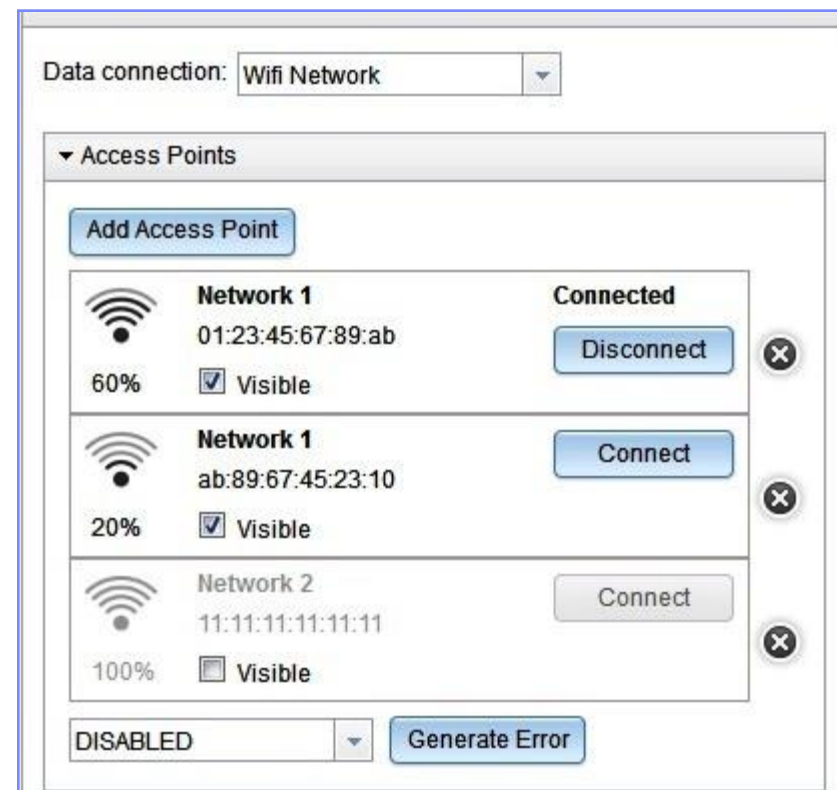 Data connection: Wifi Network
Access Points
Add Access Point
Network 1 Connected
01:23:45:67:89:ab Disconnect
60% Visible
Network 1 Connect
ab:89:67:45:23:10
20% Visible
Network 2 Connect
11:11:11:11:11:11
100% Visible
DISABLED Generate Error